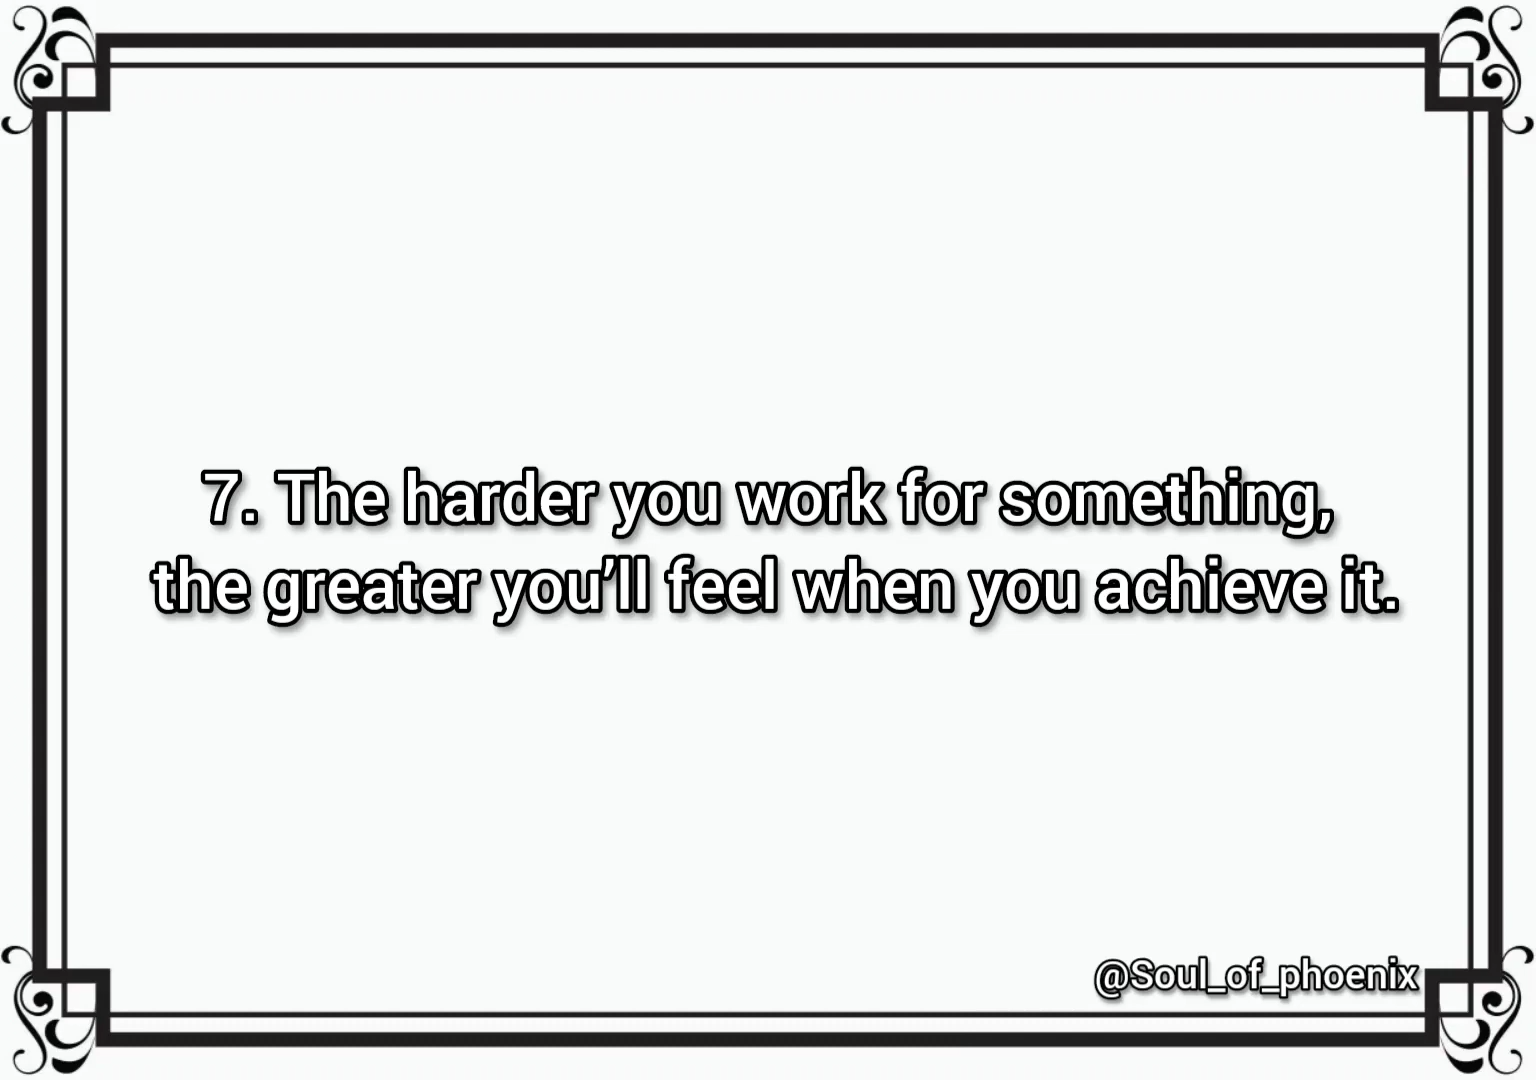 7. The harder you work for something,
the greater you’ll feel when you achieve it.
@Soul_of_phoenix